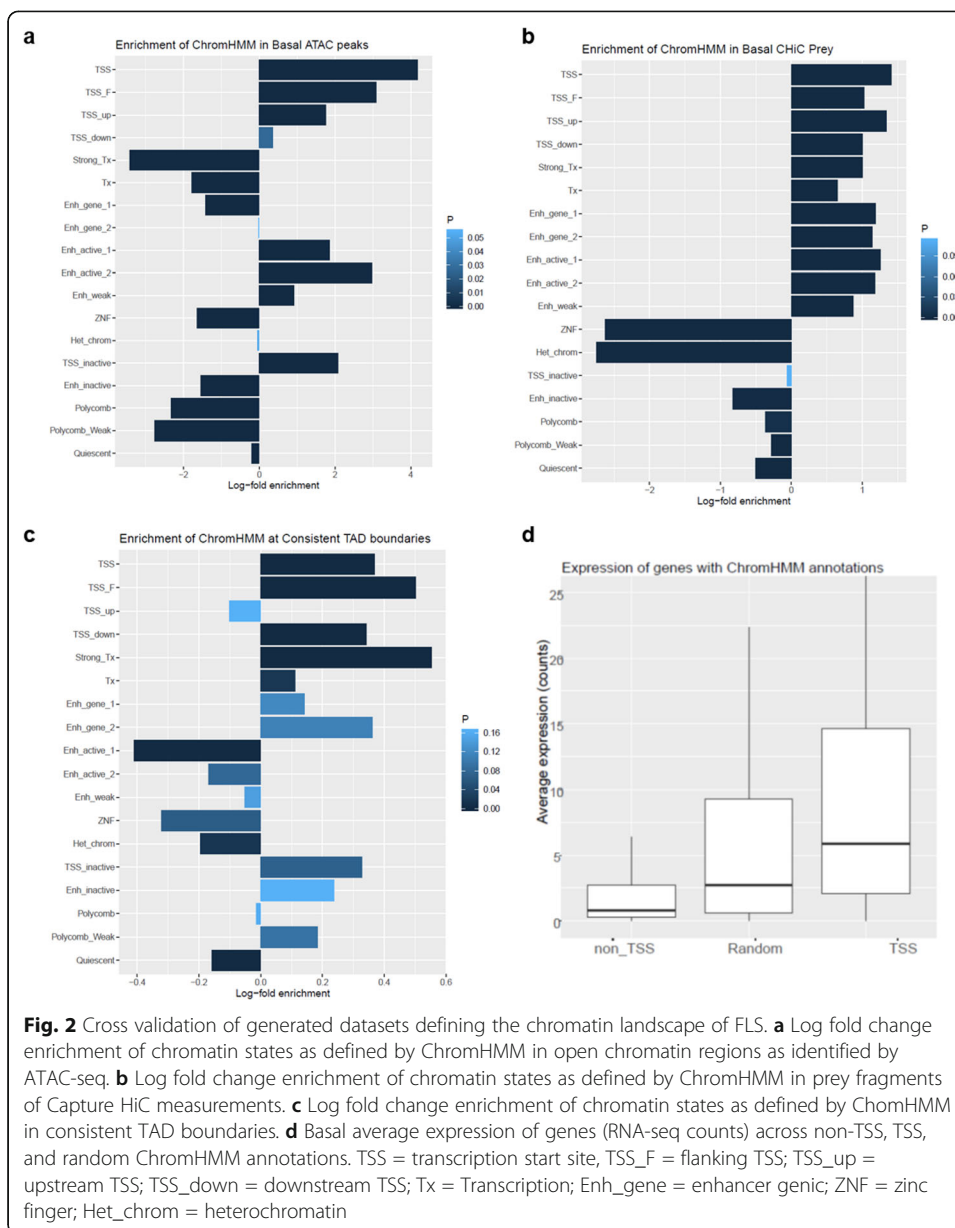 a
Enrichment of ChromHMM in Basal ATAC peaks
TSS
TSS_F
TSS_up
TSS_down
Strong_Tx
Tx
Enh_gene_1
Enh_gene_2
Enh_active_1
Enh_active_2
Enh_weak
ZNF
Het_chrom
TSS_inactive
Enh_inactive
Polycomb
Polycomb_Weak
Quiescent
−2 0 2 4
Log−fold enrichment
P
0.05
0.04
0.03
0.02
0.01
0.00
b
Enrichment of ChromHMM in Basal CHiC Prey
TSS
TSS_F
TSS_up
TSS_down
Strong_Tx
Tx
Enh_gene_1
Enh_gene_2
Enh_active_1
Enh_active_2
Enh_weak
ZNF
Het_chrom
TSS_inactive
Enh_inactive
Polycomb
Polycomb_Weak
Quiescent
−2 −1 0 1
Log−fold enrichment
P
c
Enrichment of ChromHMM at Consistent TAD boundaries
TSS
TSS_F
TSS_up
TSS_down
Strong_Tx
Tx
Enh_gene_1
Enh_gene_2
Enh_active_1
Enh_active_2
Enh_weak
ZNF
Het_chrom
TSS_inactive
Enh_inactive
Polycomb
Polycomb_Weak
Quiescent
−0.4 −0.2 0.0 0.2 0.4 0.6
Log−fold enrichment
P
0.16
0.12
0.08
0.04
0.00
d
Expression of genes with ChromHMM annotations
Average expression (counts)
25
20
15
10
5
0
non_TSS Random TSS
Fig. 2 Cross validation of generated datasets defining the chromatin landscape of FLS. a Log fold change
enrichment of chromatin states as defined by ChromHMM in open chromatin regions as identified by
ATAC-seq. b Log fold change enrichment of chromatin states as defined by ChromHMM in prey fragments
of Capture HiC measurements. c Log fold change enrichment of chromatin states as defined by ChomHMM
in consistent TAD boundaries. d Basal average expression of genes (RNA-seq counts) across non-TSS, TSS,
and random ChromHMM annotations. TSS = transcription start site, TSS_F = flanking TSS; TSS_up =
upstream TSS; TSS_down = downstream TSS; Tx = Transcription; Enh_gene = enhancer genic; ZNF = zinc
finger; Het_chrom = heterochromatin